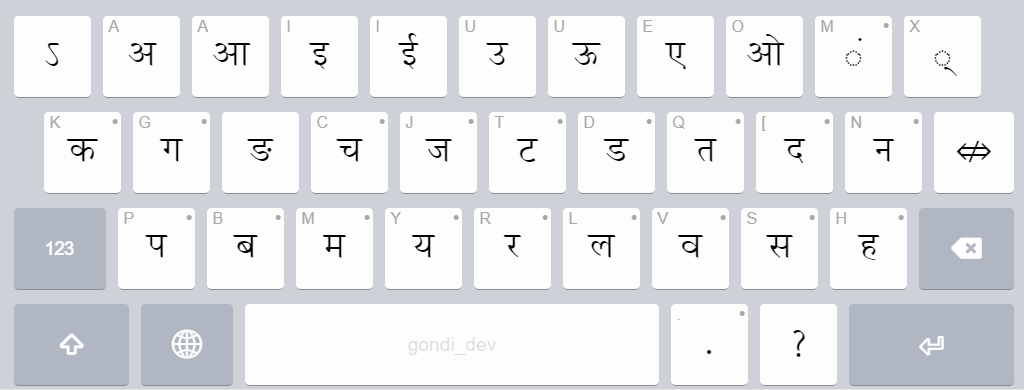 ऽ A अ A आ I इ I ई U उ U ऊ E ए O ओ M ं X ्
K क G ग ङ C च J ज T ट D ड Q त [ द N न
123 P प B ब M म Y य R र L ल V व S स H ह
gondi_dev . ?